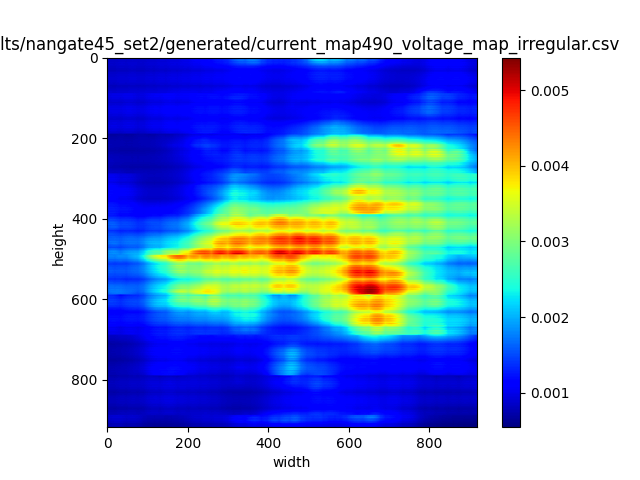 lts/nangate45_set2/generated/current_map490_voltage_map_irregular.csv
0
200
400
600
800
height
0 200 400 600 800
width
0.005
0.004
0.003
0.002
0.001